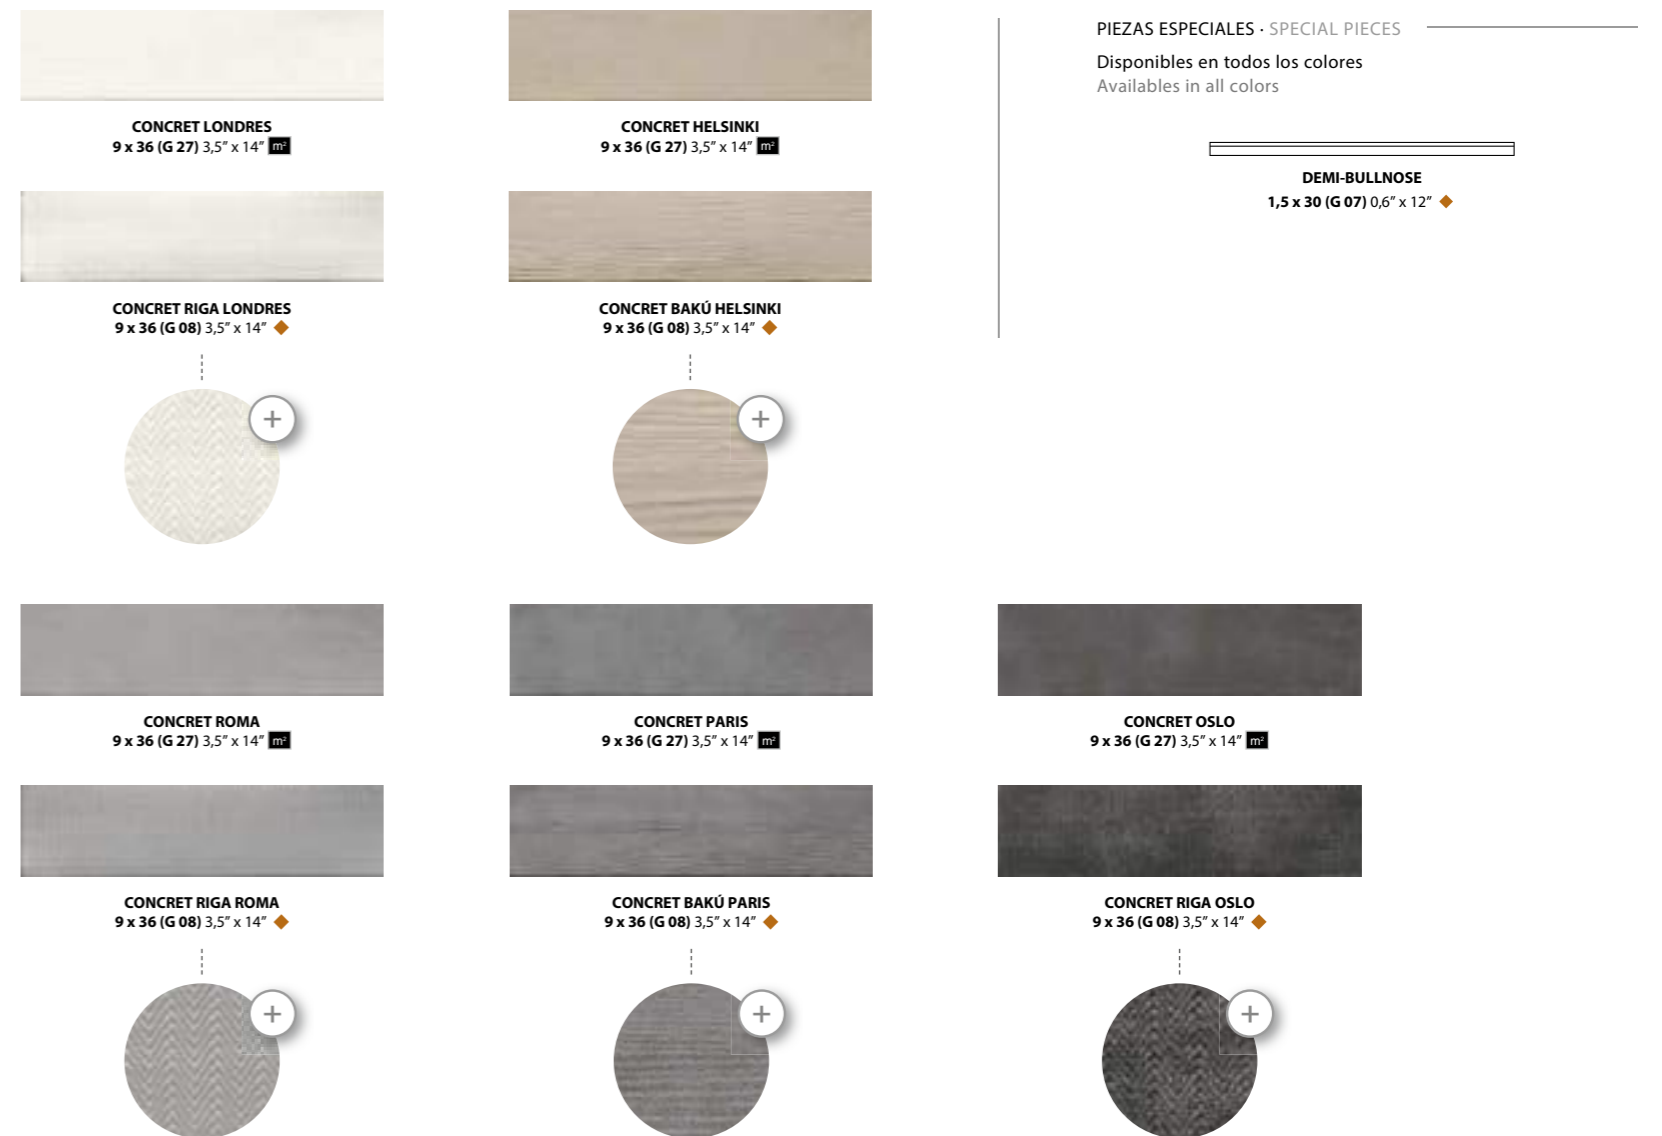 CONCRET LONDRES
9 x 36 (G 27) 3,5” x 14” m²
CONCRET HELSINKI
9 x 36 (G 27) 3,5” x 14” m²
PIEZAS ESPECIALES · SPECIAL PIECES
Disponibles en todos los colores
Availables in all colors
DEMI-BULLNOSE
1,5 x 30 (G 07) 0,6” x 12”
CONCRET RIGA LONDRES
9 x 36 (G 08) 3,5” x 14”
CONCRET BAKÚ HELSINKI
9 x 36 (G 08) 3,5” x 14”
CONCRET ROMA
9 x 36 (G 27) 3,5” x 14” m²
CONCRET PARIS
9 x 36 (G 27) 3,5” x 14” m²
CONCRET OSLO
9 x 36 (G 27) 3,5” x 14” m²
CONCRET RIGA ROMA
9 x 36 (G 08) 3,5” x 14”
CONCRET BAKÚ PARIS
9 x 36 (G 08) 3,5” x 14”
CONCRET RIGA OSLO
9 x 36 (G 08) 3,5” x 14”